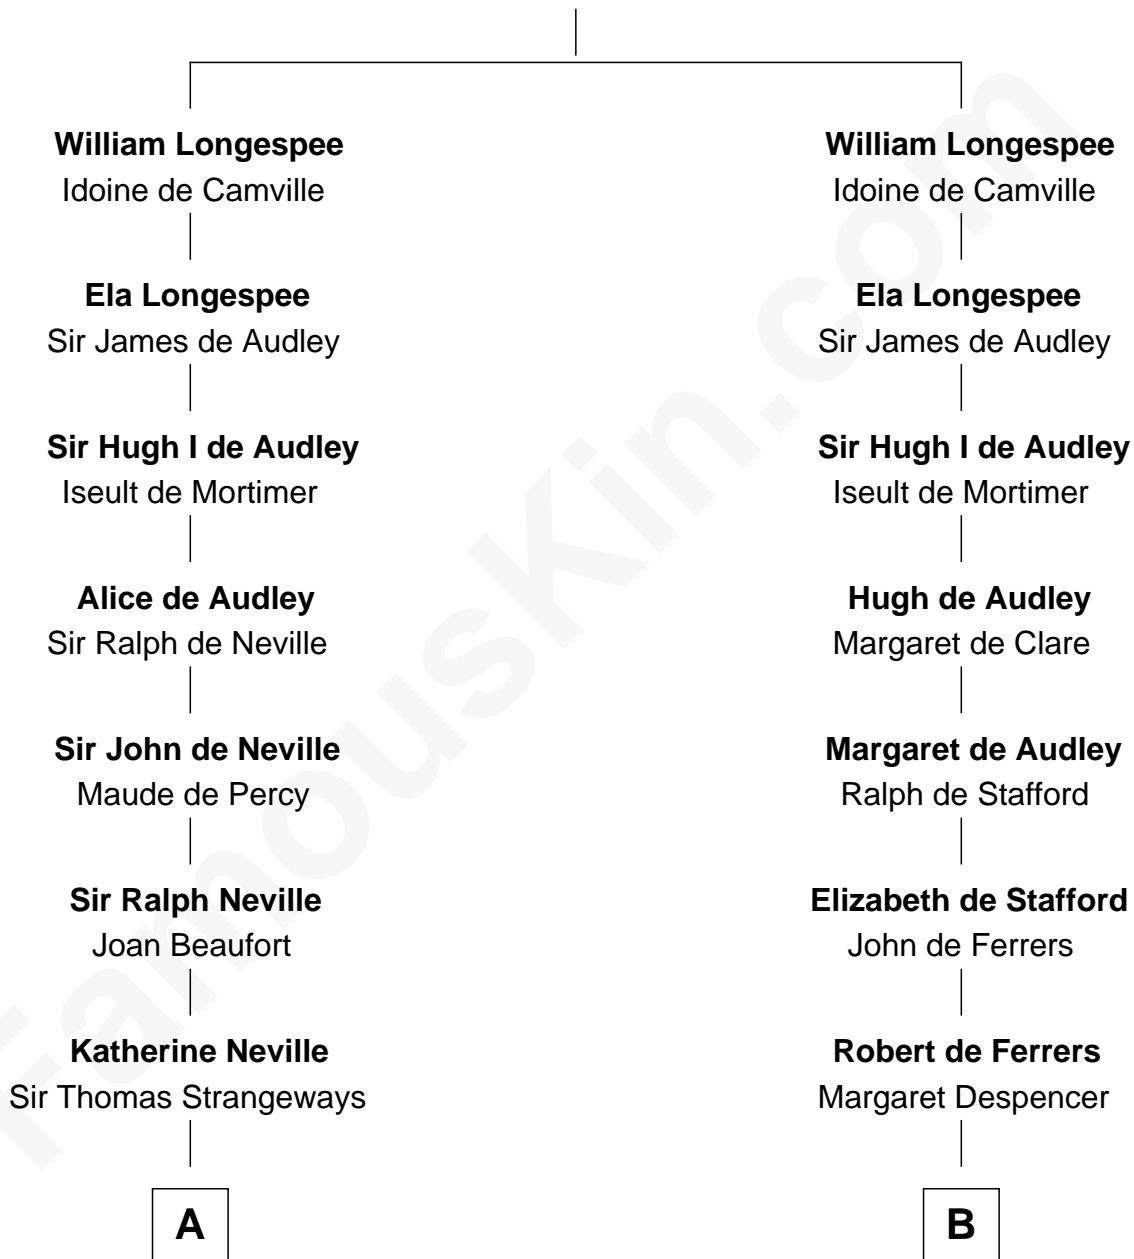 William Longespee
Idoine de Camville
Ela Longespee
Sir James de Audley
Sir Hugh I de Audley
Iseult de Mortimer
Alice de Audley
Sir Ralph de Neville
Sir John de Neville
Maude de Percy
Sir Ralph Neville
Joan Beaufort
Katherine Neville
Sir Thomas Strangeways
A
William Longespee
Idoine de Camville
Ela Longespee
Sir James de Audley
Sir Hugh I de Audley
Iseult de Mortimer
Hugh de Audley
Margaret de Clare
Margaret de Audley
Ralph de Stafford
Elizabeth de Stafford
John de Ferrers
Robert de Ferrers
Margaret Despencer
B
FamousKin.com